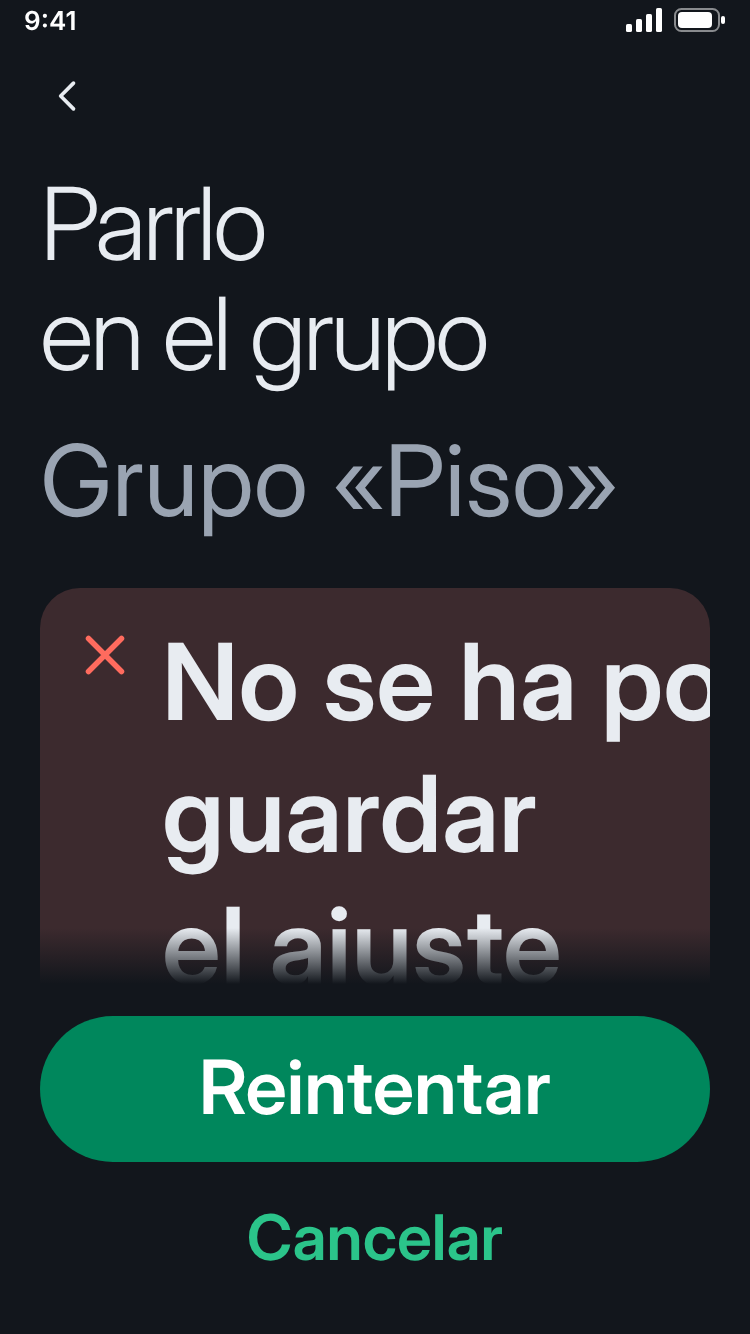 9:41
Parrlo
en el grupo
Grupo «Piso»
No se ha po
guardar
el ajuste
Reintentar
Cancelar